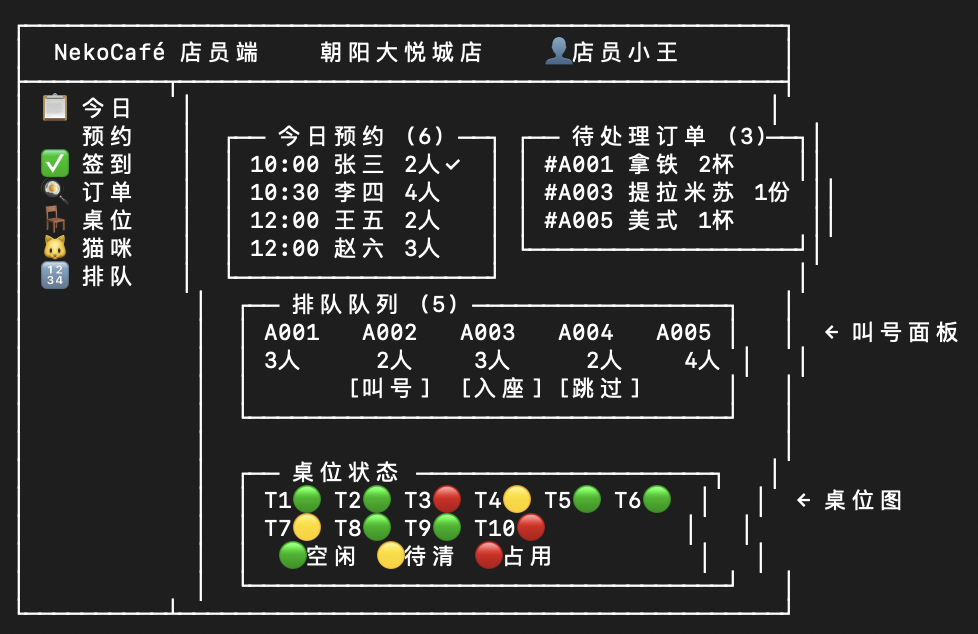 NekoCafé 店员端 朝阳大悦城店 👤店员小王
📋 今日
预约
✅ 签到
🍳 订单
🪑 桌位
🐱 猫咪
🔢 排队
今日预约 (6)
10:00 张三 2人✓
10:30 李四 4人
12:00 王五 2人
12:00 赵六 3人
待处理订单 (3)
#A001 拿铁 2杯
#A003 提拉米苏 1份
#A005 美式 1杯
排队队列 (5)
A001 A002 A003 A004 A005
3人 2人 3人 2人 4人
[叫号] [入座] [跳过]
← 叫号面板
桌位状态
T1🟢 T2🟢 T3🔴 T4🟡 T5🟢 T6🟢
T7🟡 T8🟢 T9🟢 T10🔴
🟢空闲 🟡待清 🔴占用
← 桌位图